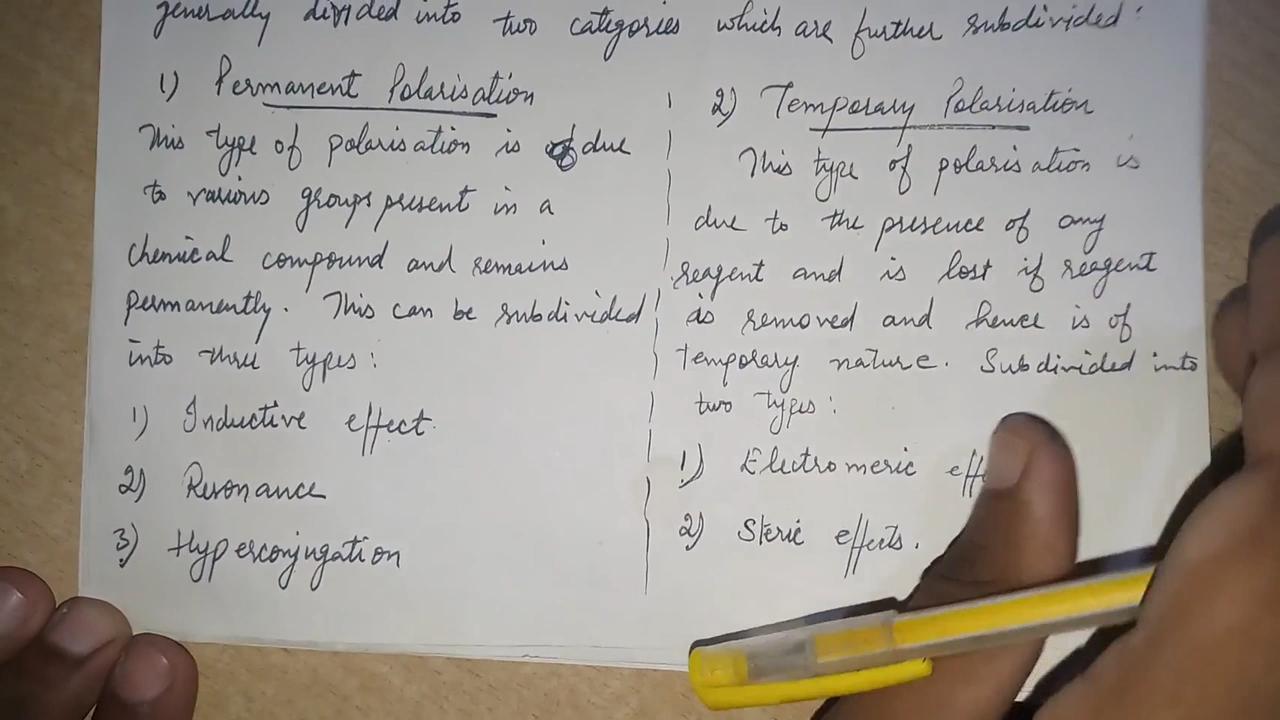 generally divided into two categories which are further subdivided:
1) Permanent Polarisation
This type of polarisation is due
to various groups present in a
chemical compound and remains
permanently. This can be subdivided
into three types:
1) Inductive effect.
2) Resonance
3) Hyperconjugation
2) Temporary Polarisation
This type of polarisation is
due to the presence of any
reagent and is lost if reagent
is removed and hence is of
temporary nature. Subdivided into
two types:
1) Electromeric
2) Steric effects.